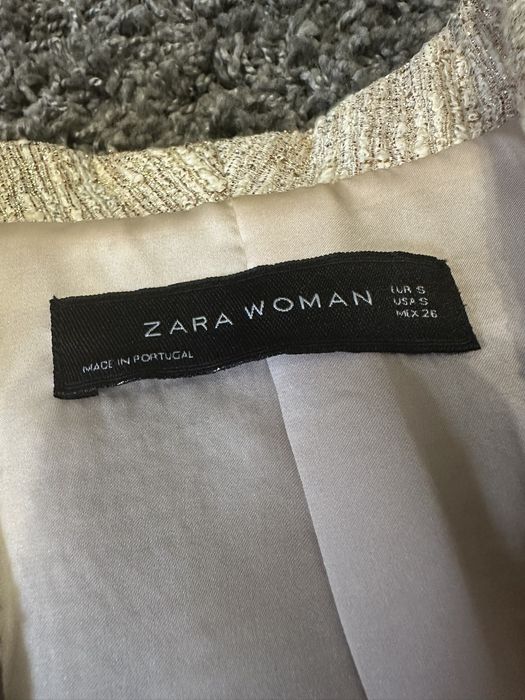 ZARA WOMAN
EUR S
USA S
MEX 26
MADE IN PORTUGAL